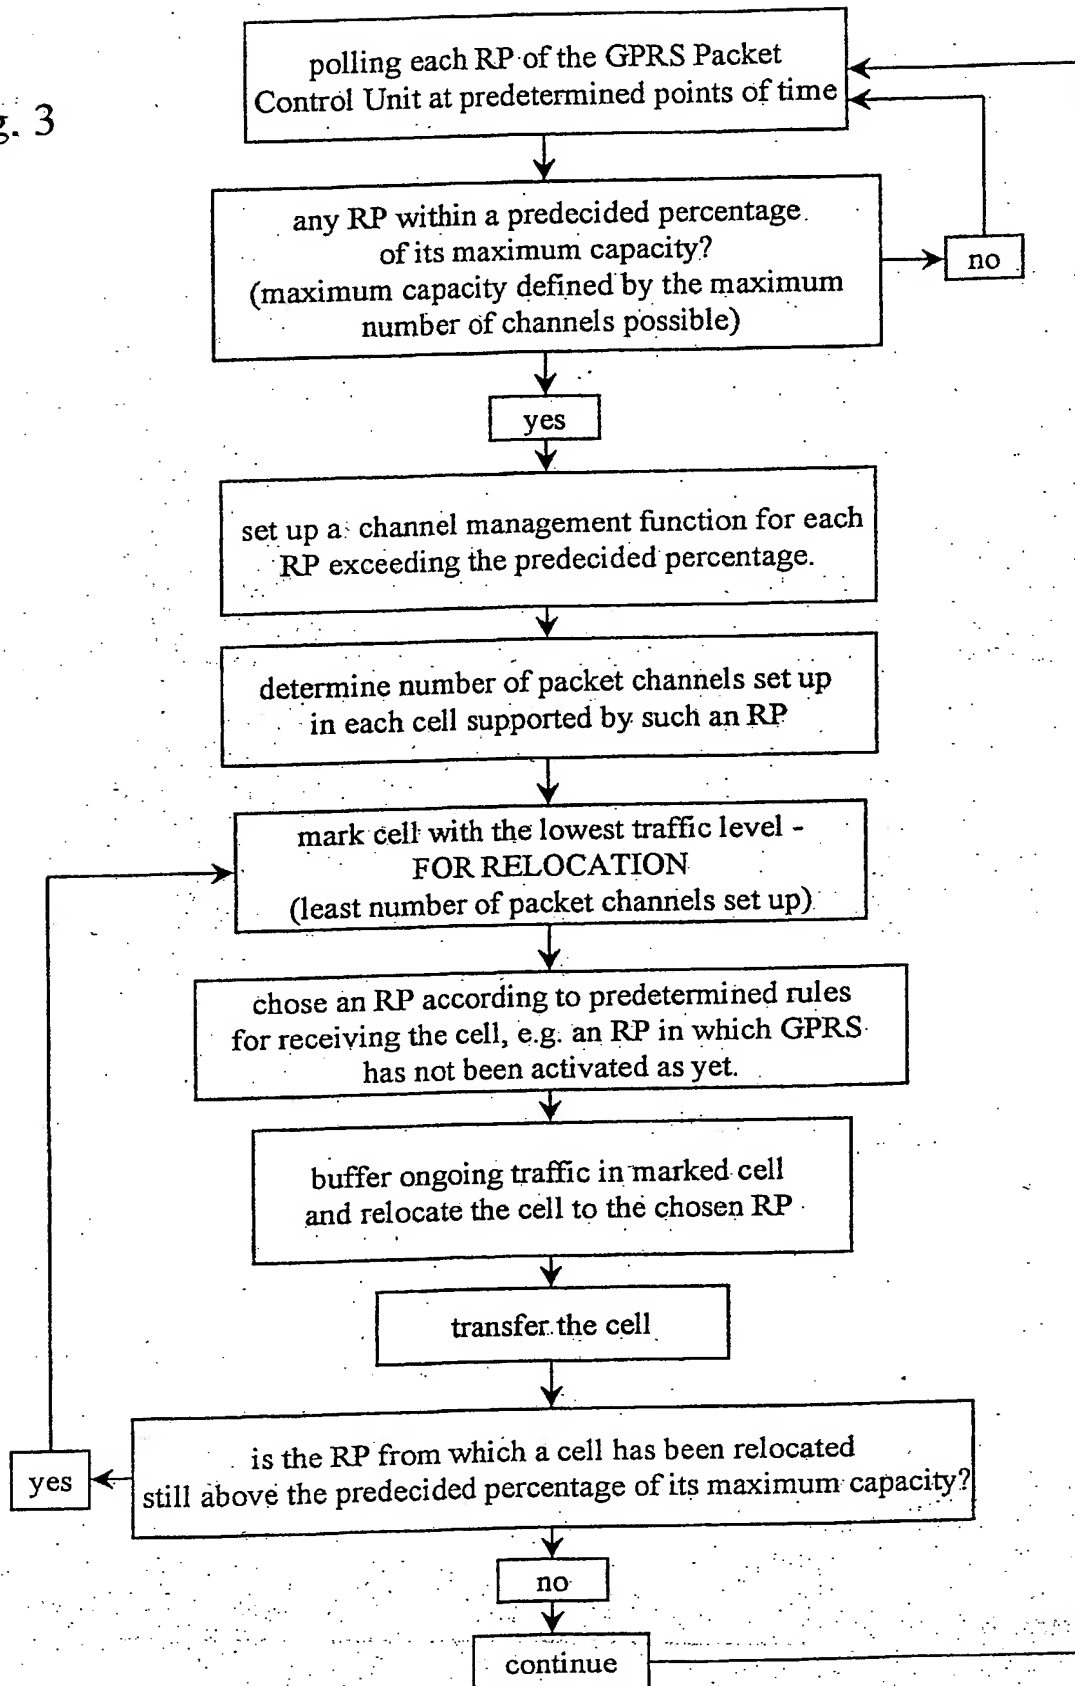 polling each RP of the GPRS Packet
Control Unit at predetermined points of time
g. 3
any RP within a predecided percentage
of its maximum capacity?
(maximum capacity defined by the maximum
number of channels possible)
no
yes
set up a channel management function for each
RP exceeding the predecided percentage.
determine number of packet channels set up
in each cell supported by such an RP
mark cell with the lowest traffic level -
FOR RELOCATION
(least number of packet channels set up)
chose an RP according to predetermined rules
for receiving the cell, e.g. an RP in which GPRS
has not been activated as yet.
buffer ongoing traffic in marked cell
and relocate the cell to the chosen RP
transfer the cell
is the RP from which a cell has been relocated
still above the predecided percentage of its maximum capacity?
yes
no
continue